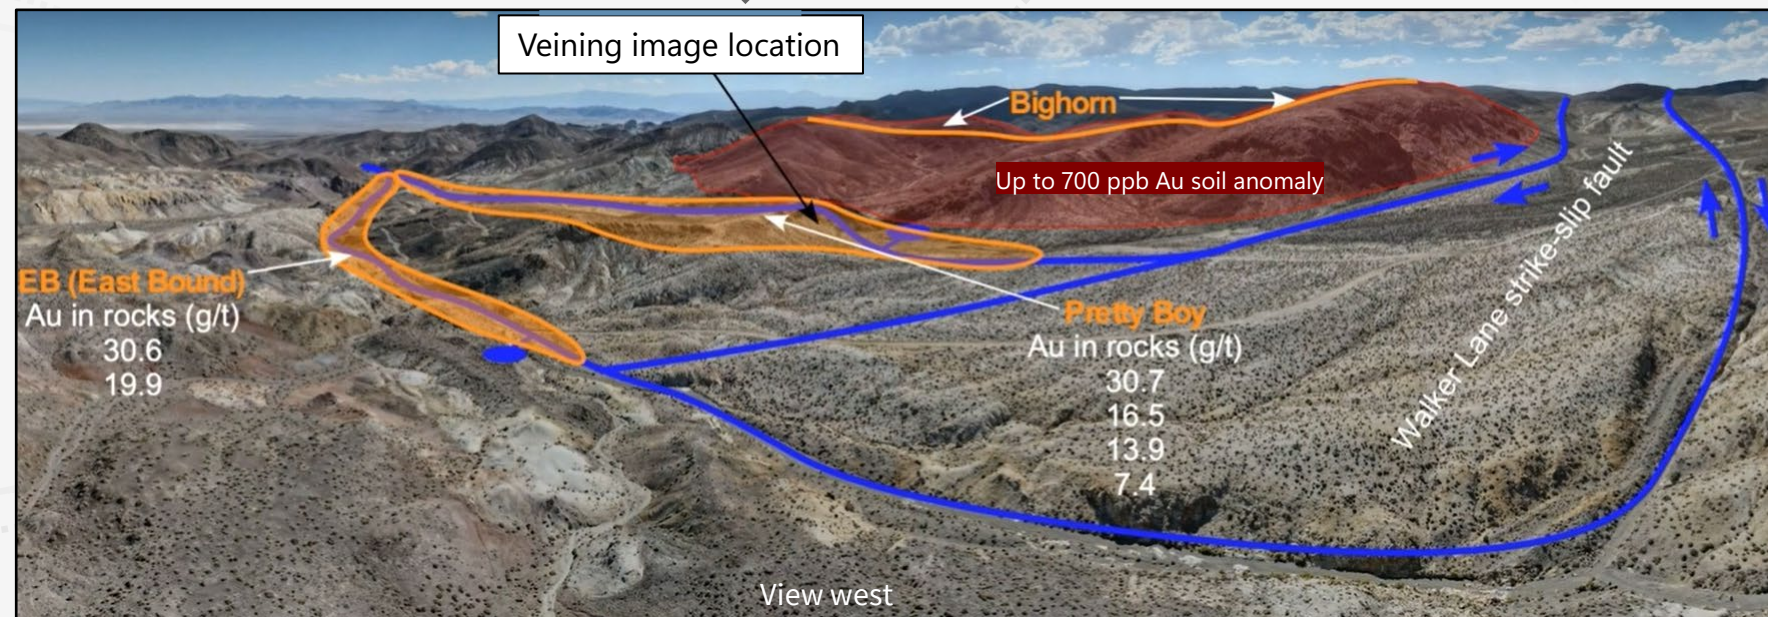 Veining image location
Bighorn
Up to 700 ppb Au soil anomaly
Walker Lane strike-slip fault
EB (East Bound)
Au in rocks (g/t)
30.6
19.9
Pretty Boy
Au in rocks (g/t)
30.7
16.5
13.9
7.4
View west